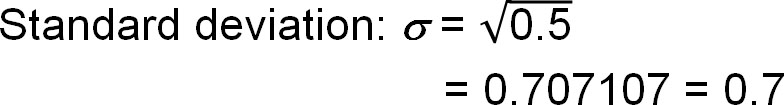 Standard deviation: σ = √0.5
= 0.707107 = 0.7